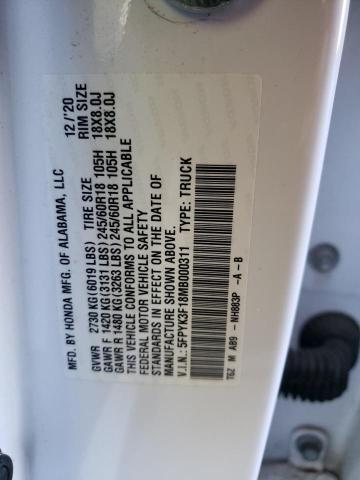 MFD. BY HONDA MFG. OF ALABAMA, LLC 12/'20
GVWR 2730 KG(6019 LBS) TIRE SIZE RIM SIZE
GAWR F 1420 KG(3131 LBS) 245/60R18 105H 18X8.0J
GAWR R 1480 KG(3263 LBS) 245/60R18 105H 18X8.0J
THIS VEHICLE CONFORMS TO ALL APPLICABLE
FEDERAL MOTOR VEHICLE SAFETY
STANDARDS IN EFFECT ON THE DATE OF
MANUFACTURE SHOWN ABOVE.
V.I.N.: 5FPYK3F18MB000311 TYPE: TRUCK
T6Z M AB9 - NH883P -A -B